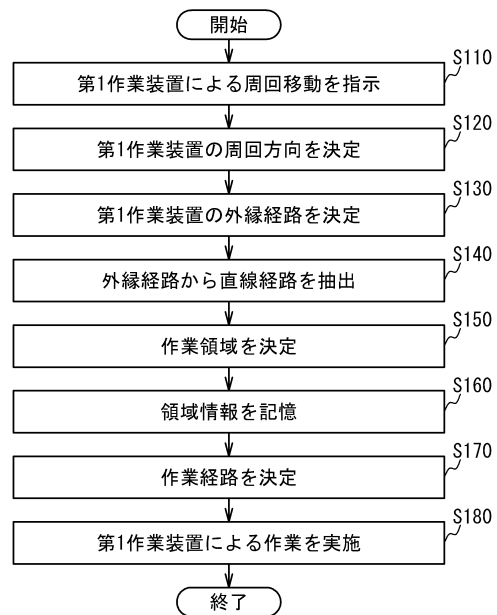 開始
S110
第1作業装置による周回移動を指示
S120
第1作業装置の周回方向を決定
S130
第1作業装置の外縁経路を決定
S140
外縁経路から直線経路を抽出
S150
作業領域を決定
S160
領域情報を記憶
S170
作業経路を決定
S180
第1作業装置による作業を実施
終了